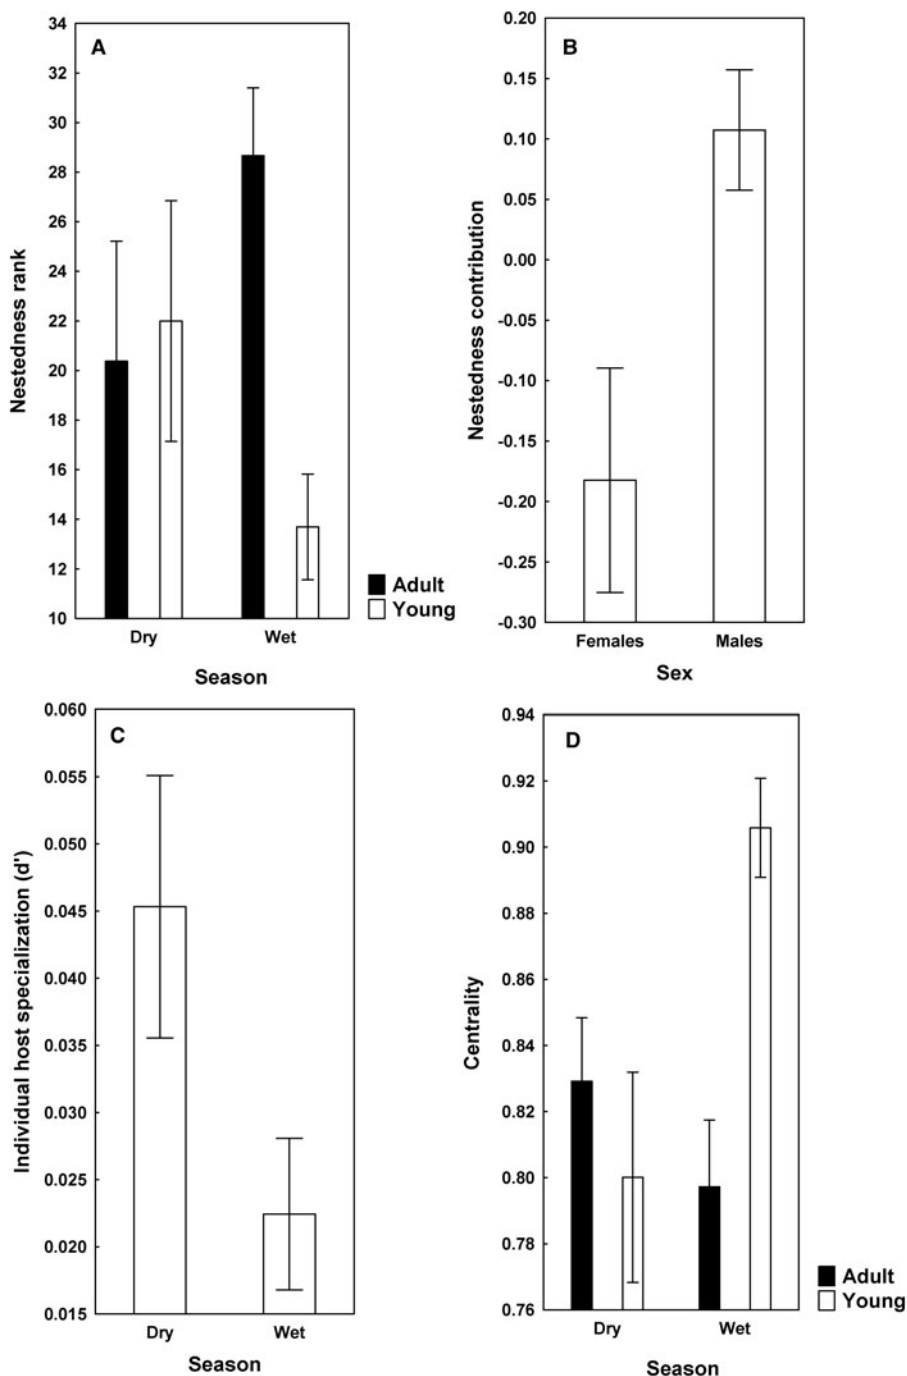 A
Nestedness rank
34
32
30
28
26
24
22
20
18
16
14
12
10
Dry
Wet
Season
Adult
Young
B
Nestedness contribution
0.20
0.15
0.10
0.05
0.00
-0.05
-0.10
-0.15
-0.20
-0.25
-0.30
Females
Males
Sex
C
Individual host specialization (d')
0.060
0.055
0.050
0.045
0.040
0.035
0.030
0.025
0.020
0.015
Dry
Wet
Season
D
Centrality
0.94
0.92
0.90
0.88
0.86
0.84
0.82
0.80
0.78
0.76
Dry
Wet
Season
Adult
Young